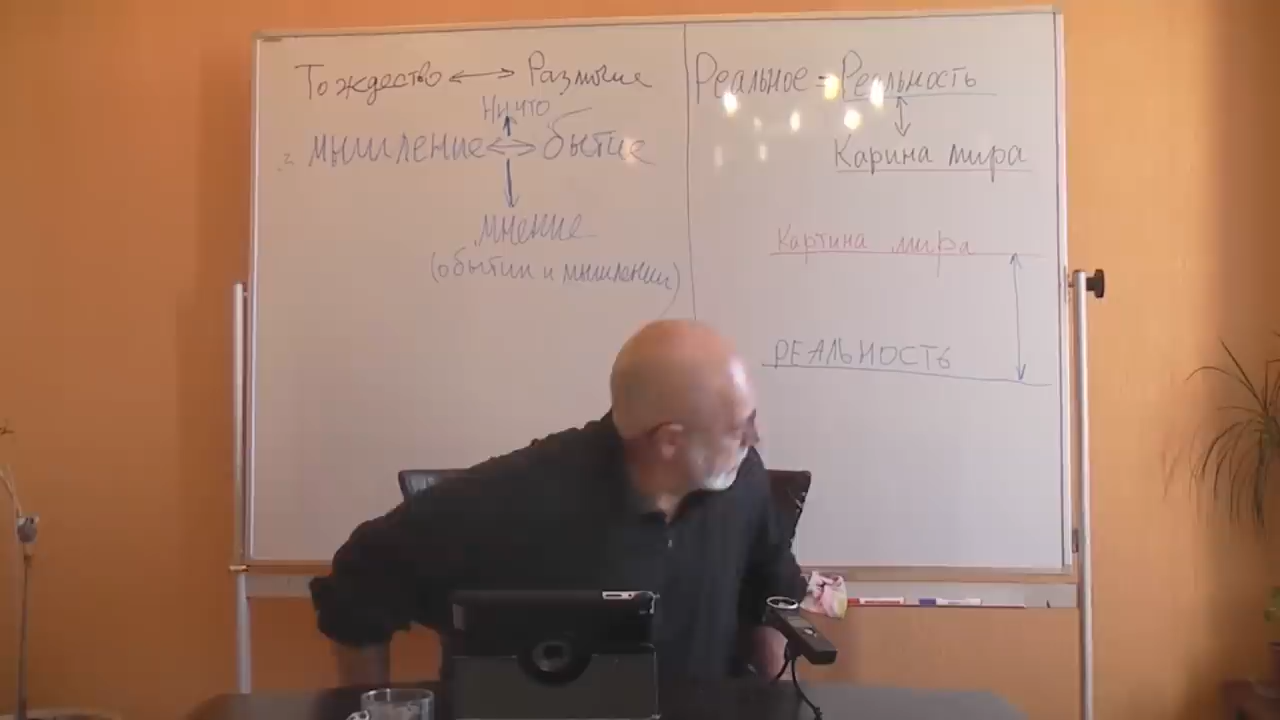 Тождество ↔ Различие
Ничто
мышление ⇔ бытие
мнение
(о бытии и мышлении)
Реальное = Реальность
Карина мира
Картина мира
РЕАЛЬНОСТЬ